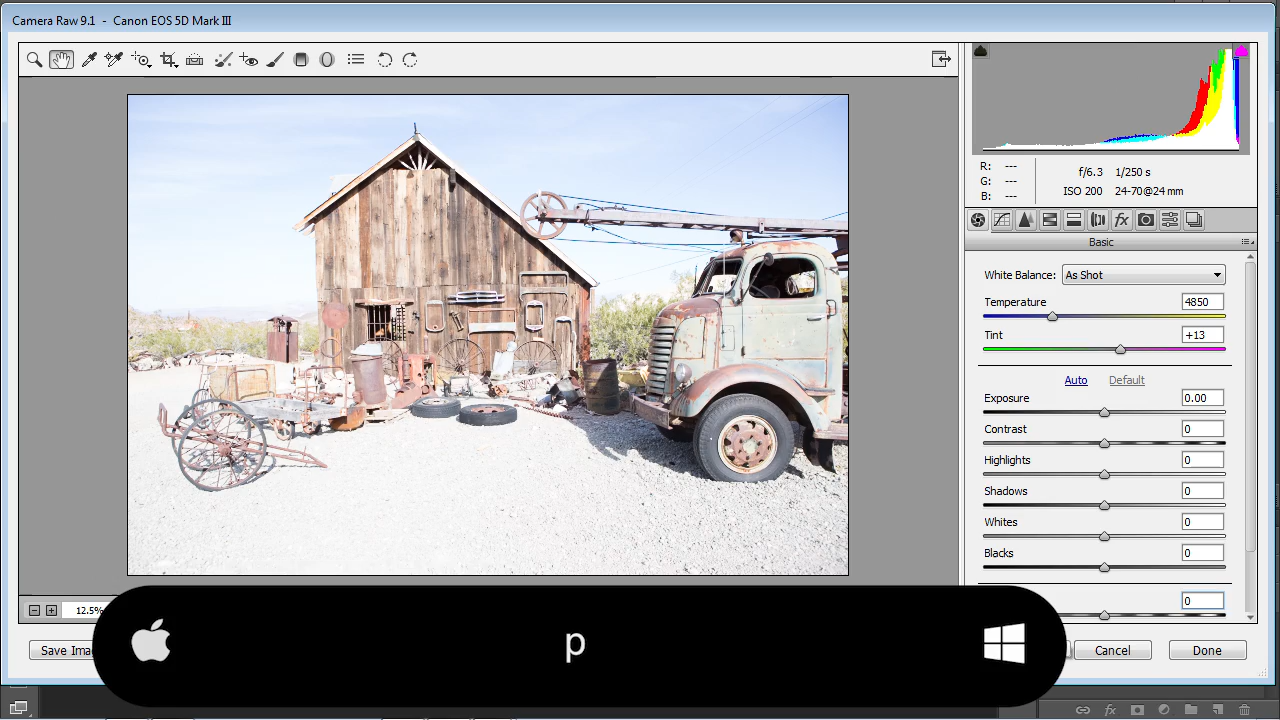 Camera Raw 9.1 - Canon EOS 5D Mark III
R: ---
G: ---
B: ---
f/6.3 1/250 s
ISO 200 24-70@24 mm
fx
Basic
White Balance: As Shot
Temperature 4850
Tint +13
Auto Default
Exposure 0.00
Contrast 0
Highlights 0
Shadows 0
Whites 0
Blacks 0
0
12.5%
Save Ima
p
Cancel
Done
fx